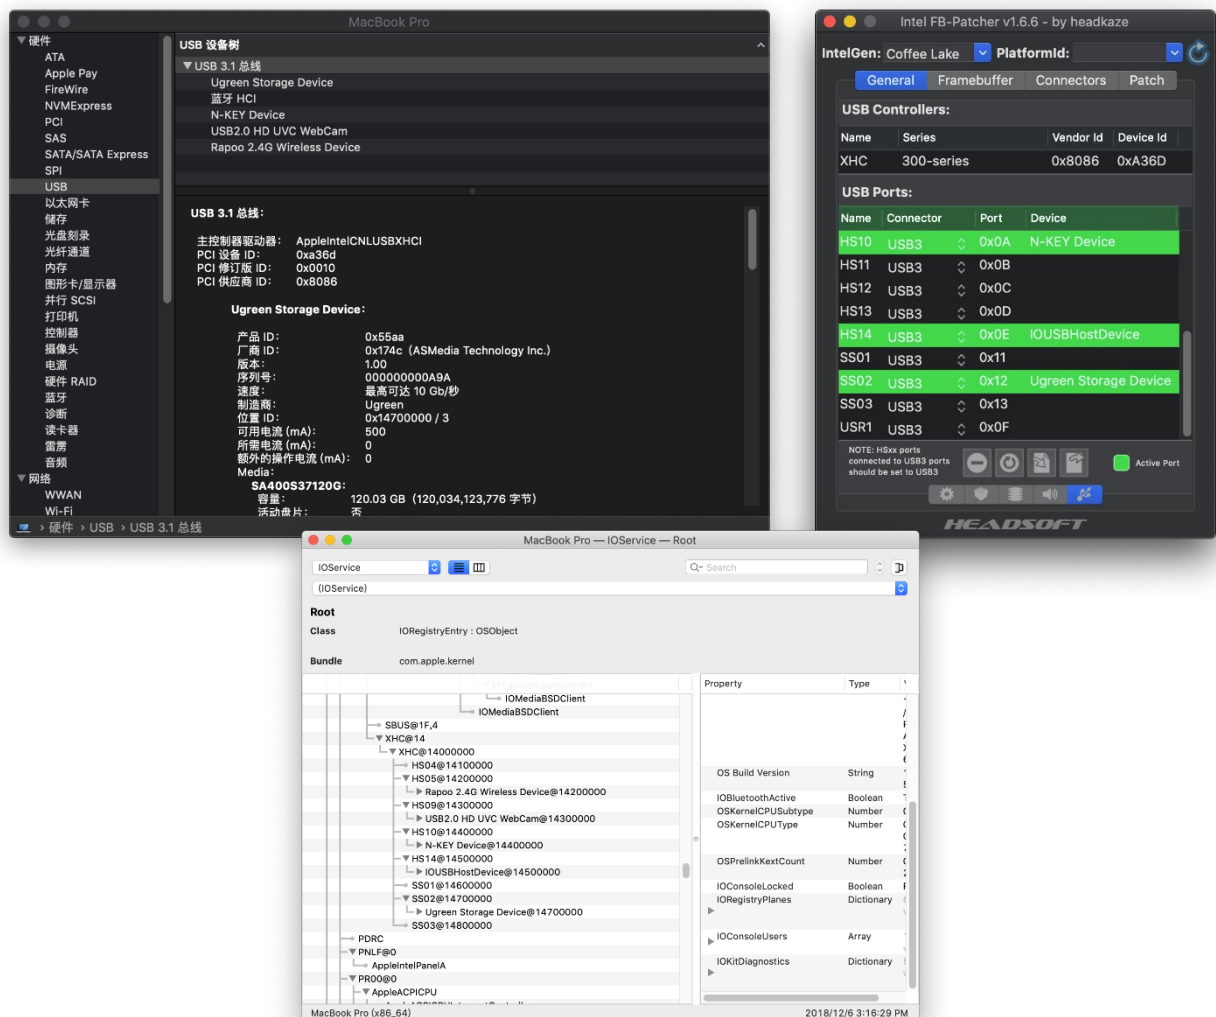 MacBook Pro
硬件
ATA
Apple Pay
FireWire
NVMExpress
PCI
SAS
SATA/SATA Express
SPI
USB
以太网卡
储存
光盘刻录
光纤通道
内存
图形卡/显示器
并行 SCSI
打印机
控制器
摄像头
电源
硬件 RAID
蓝牙
诊断
读卡器
雷雳
音频
网络
WWAN
Wi-Fi
USB 设备树
USB 3.1 总线
Ugreen Storage Device
蓝牙 HCI
N-KEY Device
USB2.0 HD UVC WebCam
Rapoo 2.4G Wireless Device
USB 3.1 总线:
主控制器驱动器: AppleIntelCNLUSBXHCI
PCI 设备 ID: 0xa36d
PCI 修订版 ID: 0x0010
PCI 供应商 ID: 0x8086
Ugreen Storage Device:
产品 ID: 0x55aa
厂商 ID: 0x174c (ASMedia Technology Inc.)
版本: 1.00
序列号: 000000000A9A
速度: 最高可达 10 Gb/秒
制造商: Ugreen
位置 ID: 0x14700000 / 3
可用电流 (mA): 500
所需电流 (mA): 0
额外的操作电流 (mA): 0
Media:
SA400S37120G:
容量: 120.03 GB (120,034,123,776 字节)
活动盘片: 否
› 硬件 › USB › USB 3.1 总线
Intel FB-Patcher v1.6.6 - by headkaze
IntelGen: Coffee Lake PlatformId:
General Framebuffer Connectors Patch
USB Controllers:
Name Series Vendor Id Device Id
XHC 300-series 0x8086 0xA36D
USB Ports:
Name Connector Port Device
HS10 USB3 0x0A N-KEY Device
HS11 USB3 0x0B
HS12 USB3 0x0C
HS13 USB3 0x0D
HS14 USB3 0x0E IOUSBHostDevice
SS01 USB3 0x11
SS02 USB3 0x12 Ugreen Storage Device
SS03 USB3 0x13
USR1 USB3 0x0F
NOTE: HSxx ports
connected to USB3 ports
should be set to USB3
Active Port
HEADSOFT
MacBook Pro — IOService — Root
IOService
Search
(IOService)
Root
Class IORegistryEntry : OSObject
Bundle com.apple.kernel
IOMediaBSDClient
IOMediaBSDClient
SBUS@1F,4
XHC@14
XHC@14000000
HS04@14100000
HS05@14200000
Rapoo 2.4G Wireless Device@14200000
HS09@14300000
USB2.0 HD UVC WebCam@14300000
HS10@14400000
N-KEY Device@14400000
HS14@14500000
IOUSBHostDevice@14500000
SS01@14600000
SS02@14700000
Ugreen Storage Device@14700000
SS03@14800000
PDRC
PNLF@0
AppleIntelPanelA
PR00@0
AppleACPICPU
Property Type
OS Build Version String
IOBluetoothActive Boolean
OSKernelCPUSubtype Number
OSKernelCPUType Number
OSPrelinkKextCount Number
IOConsoleLocked Boolean
IORegistryPlanes Dictionary
IOConsoleUsers Array
IOKitDiagnostics Dictionary
MacBook Pro (x86_64)
2018/12/6 3:16:29 PM